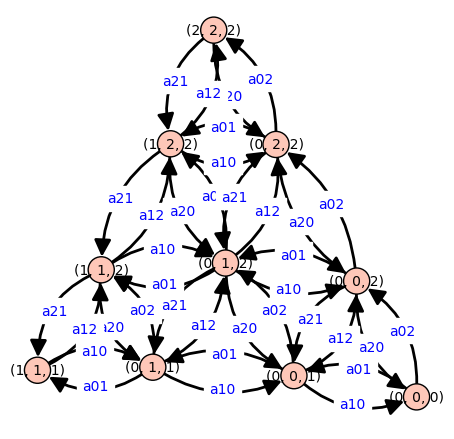 (2, 2, 2)
a21 a12 a02
a01
(1, 2, 2) (0, 2, 2)
a10
a21 a12 a20 a21 a12 a20 a02
a10 a01
(1, 1, 2) (0, 1, 2) (0, 0, 2)
a01 a10
a21 a12 a02 a21 a12 a20 a02 a21 a12 a20 a02
a10 a01 a01
(1, 1, 1) (0, 1, 1) (0, 0, 1) (0, 0, 0)
a01 a10 a10